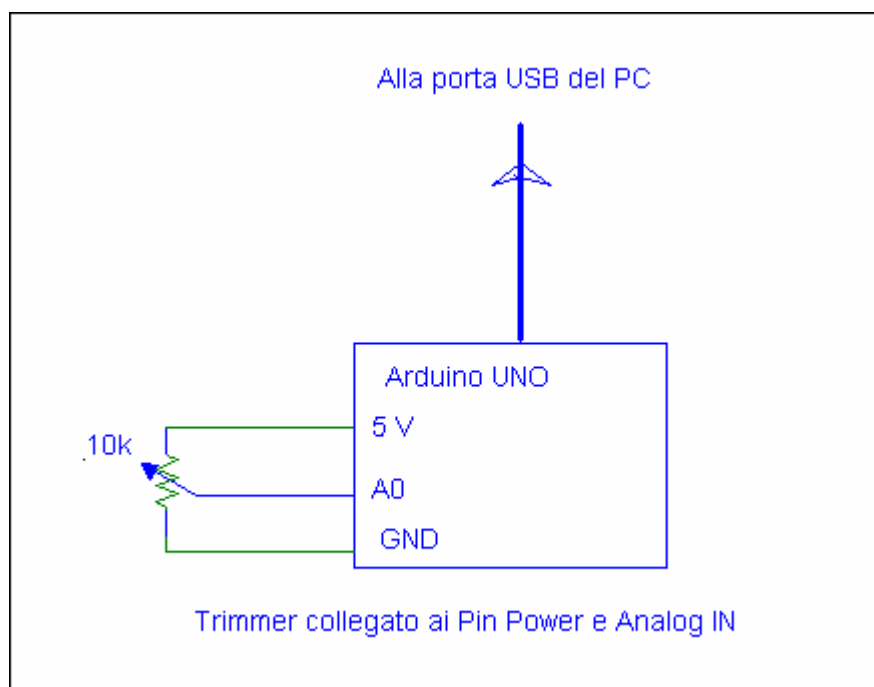 Alla porta USB del PC
Arduino UNO
5 V
10k
A0
GND
Trimmer collegato ai Pin Power e Analog IN